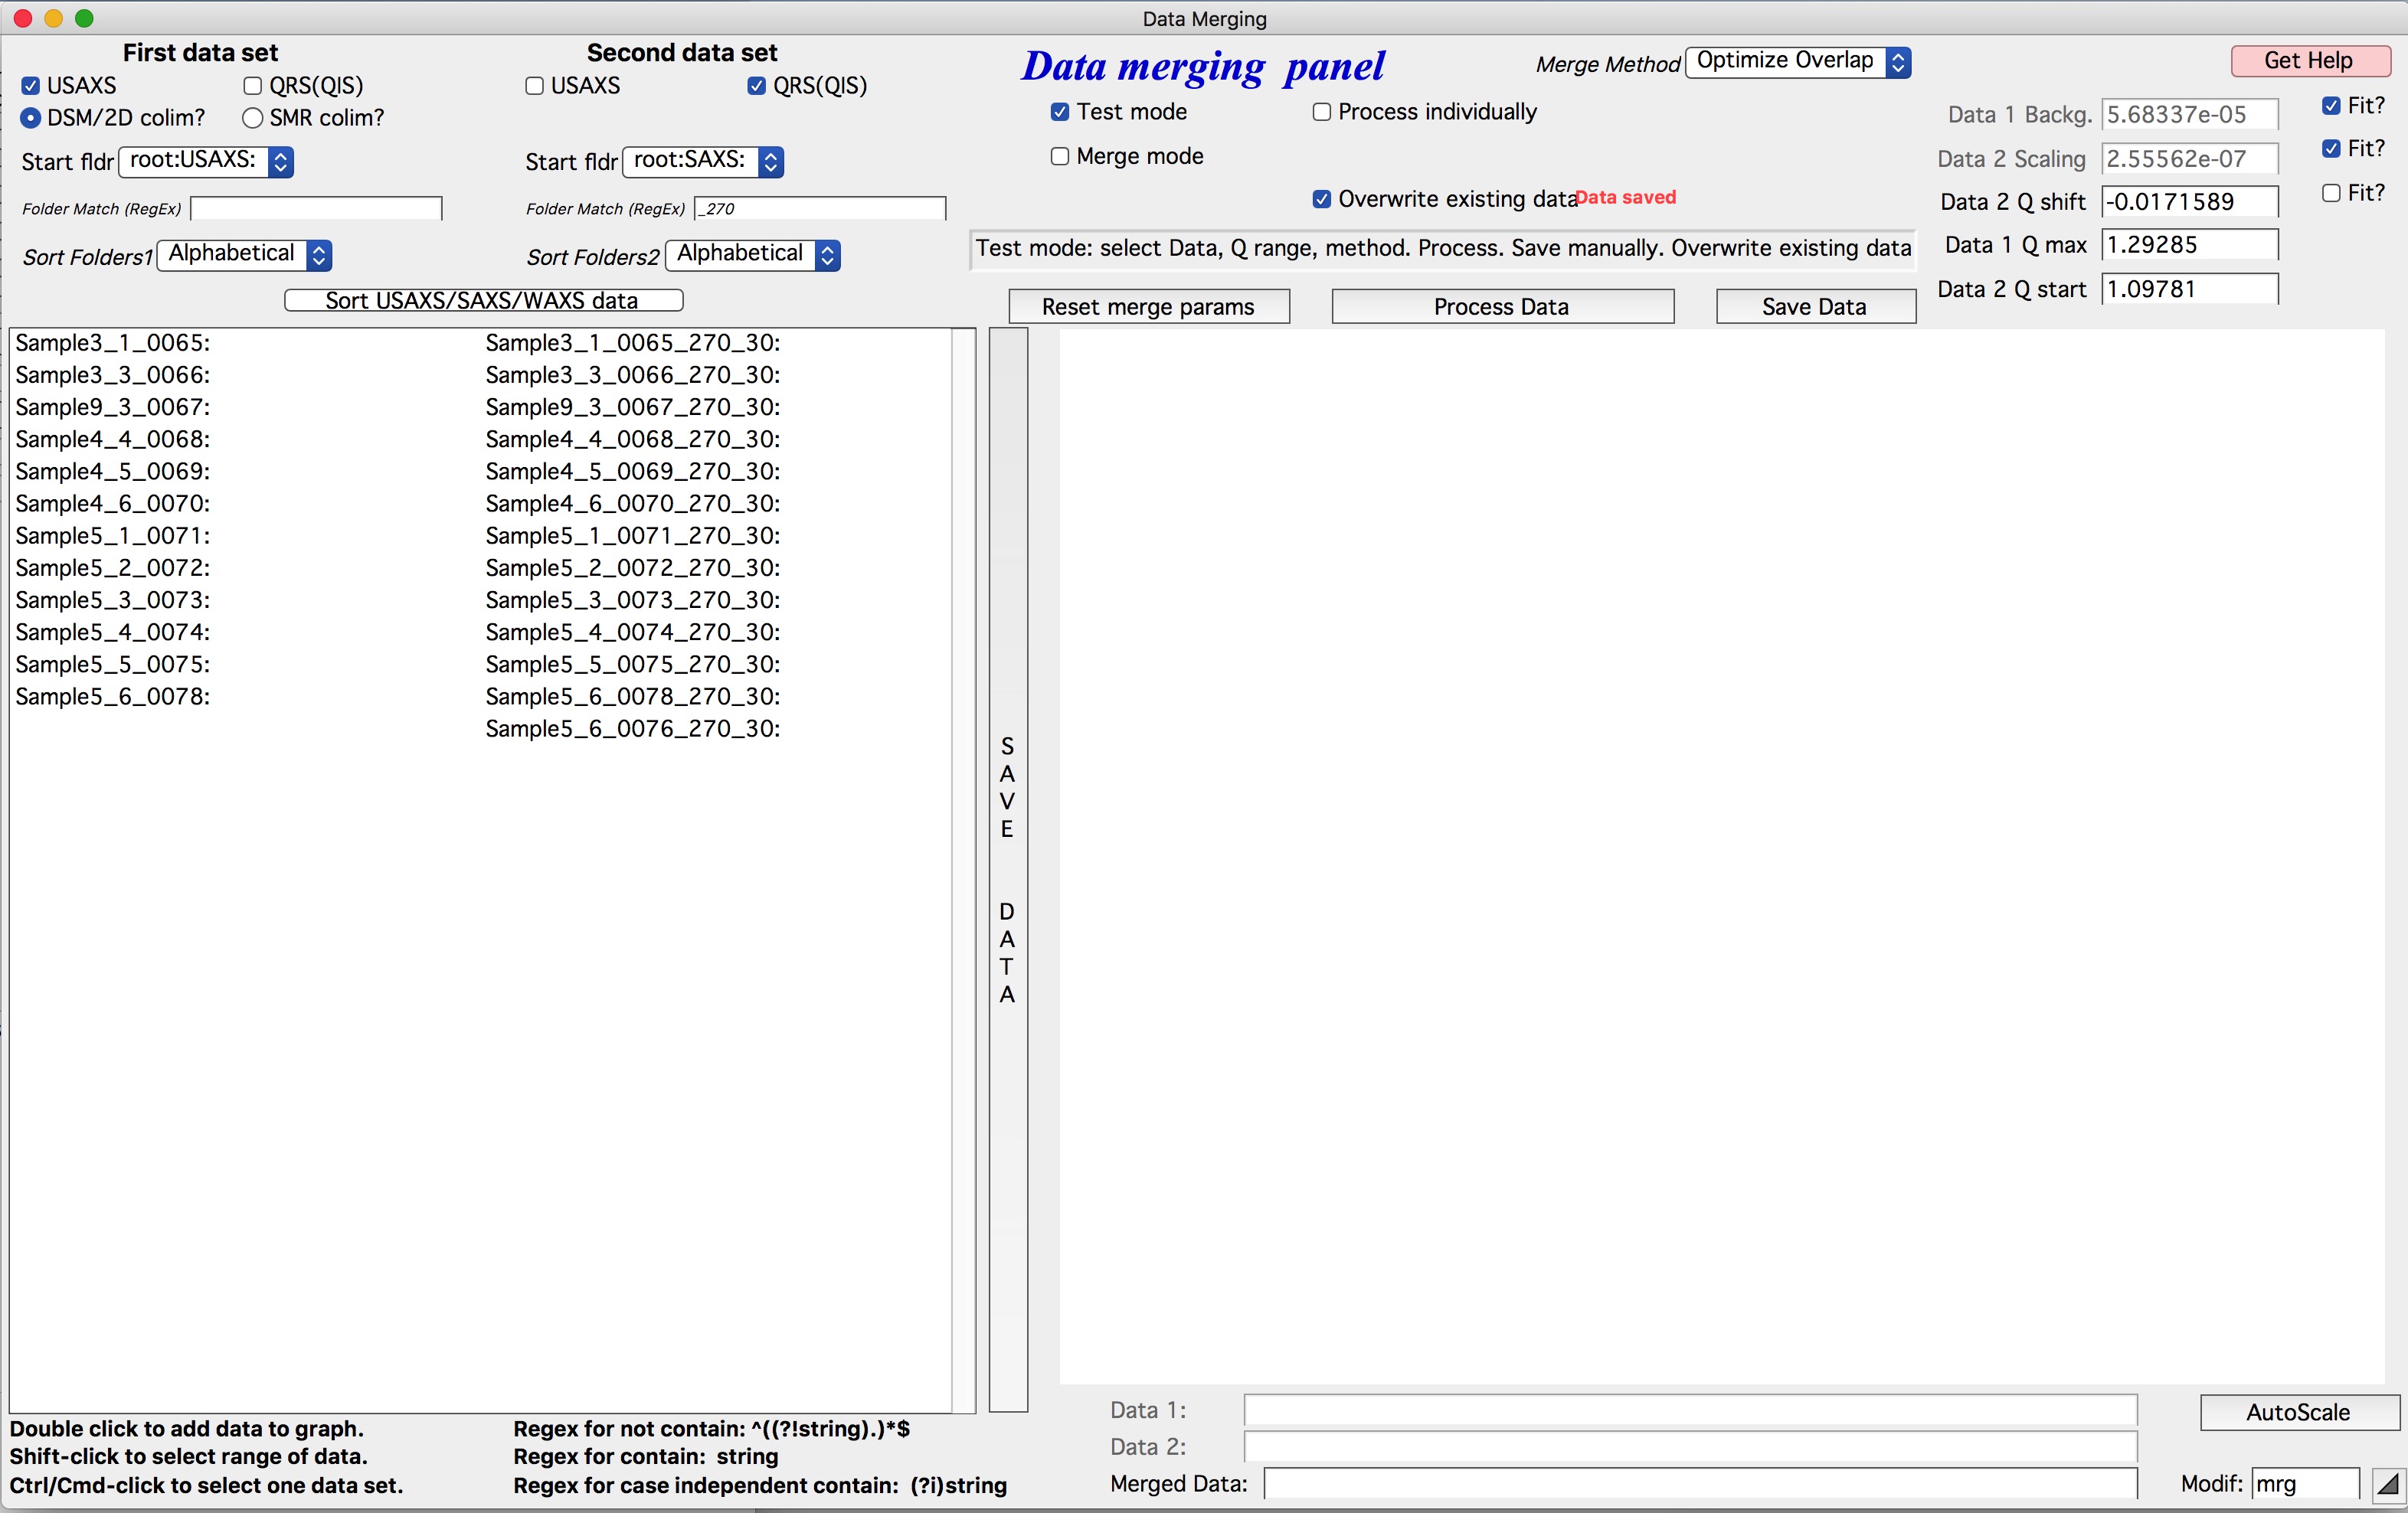 Data Merging
First data set
USAXS QRS(QIS)
DSM/2D colim? SMR colim?
Start fldr root:USAXS:
Folder Match (RegEx)
Sort Folders1 Alphabetical
Second data set
USAXS QRS(QIS)
Start fldr root:SAXS:
Folder Match (RegEx) _270
Sort Folders2 Alphabetical
Sort USAXS/SAXS/WAXS data
Data merging panel
Merge Method Optimize Overlap
Get Help
Test mode Process individually
Merge mode
Overwrite existing data Data saved
Test mode: select Data, Q range, method. Process. Save manually. Overwrite existing data
Reset merge params Process Data Save Data
Data 1 Backg. 5.68337e-05 Fit?
Data 2 Scaling 2.55562e-07 Fit?
Data 2 Q shift -0.0171589 Fit?
Data 1 Q max 1.29285
Data 2 Q start 1.09781
Sample3_1_0065: Sample3_1_0065_270_30:
Sample3_3_0066: Sample3_3_0066_270_30:
Sample9_3_0067: Sample9_3_0067_270_30:
Sample4_4_0068: Sample4_4_0068_270_30:
Sample4_5_0069: Sample4_5_0069_270_30:
Sample4_6_0070: Sample4_6_0070_270_30:
Sample5_1_0071: Sample5_1_0071_270_30:
Sample5_2_0072: Sample5_2_0072_270_30:
Sample5_3_0073: Sample5_3_0073_270_30:
Sample5_4_0074: Sample5_4_0074_270_30:
Sample5_5_0075: Sample5_5_0075_270_30:
Sample5_6_0078: Sample5_6_0078_270_30:
Sample5_6_0076_270_30:
SAVE DATA
Double click to add data to graph.
Shift-click to select range of data.
Ctrl/Cmd-click to select one data set.
Regex for not contain: ^((?!string).)*$
Regex for contain: string
Regex for case independent contain: (?i)string
Data 1:
Data 2:
Merged Data:
AutoScale
Modif: mrg